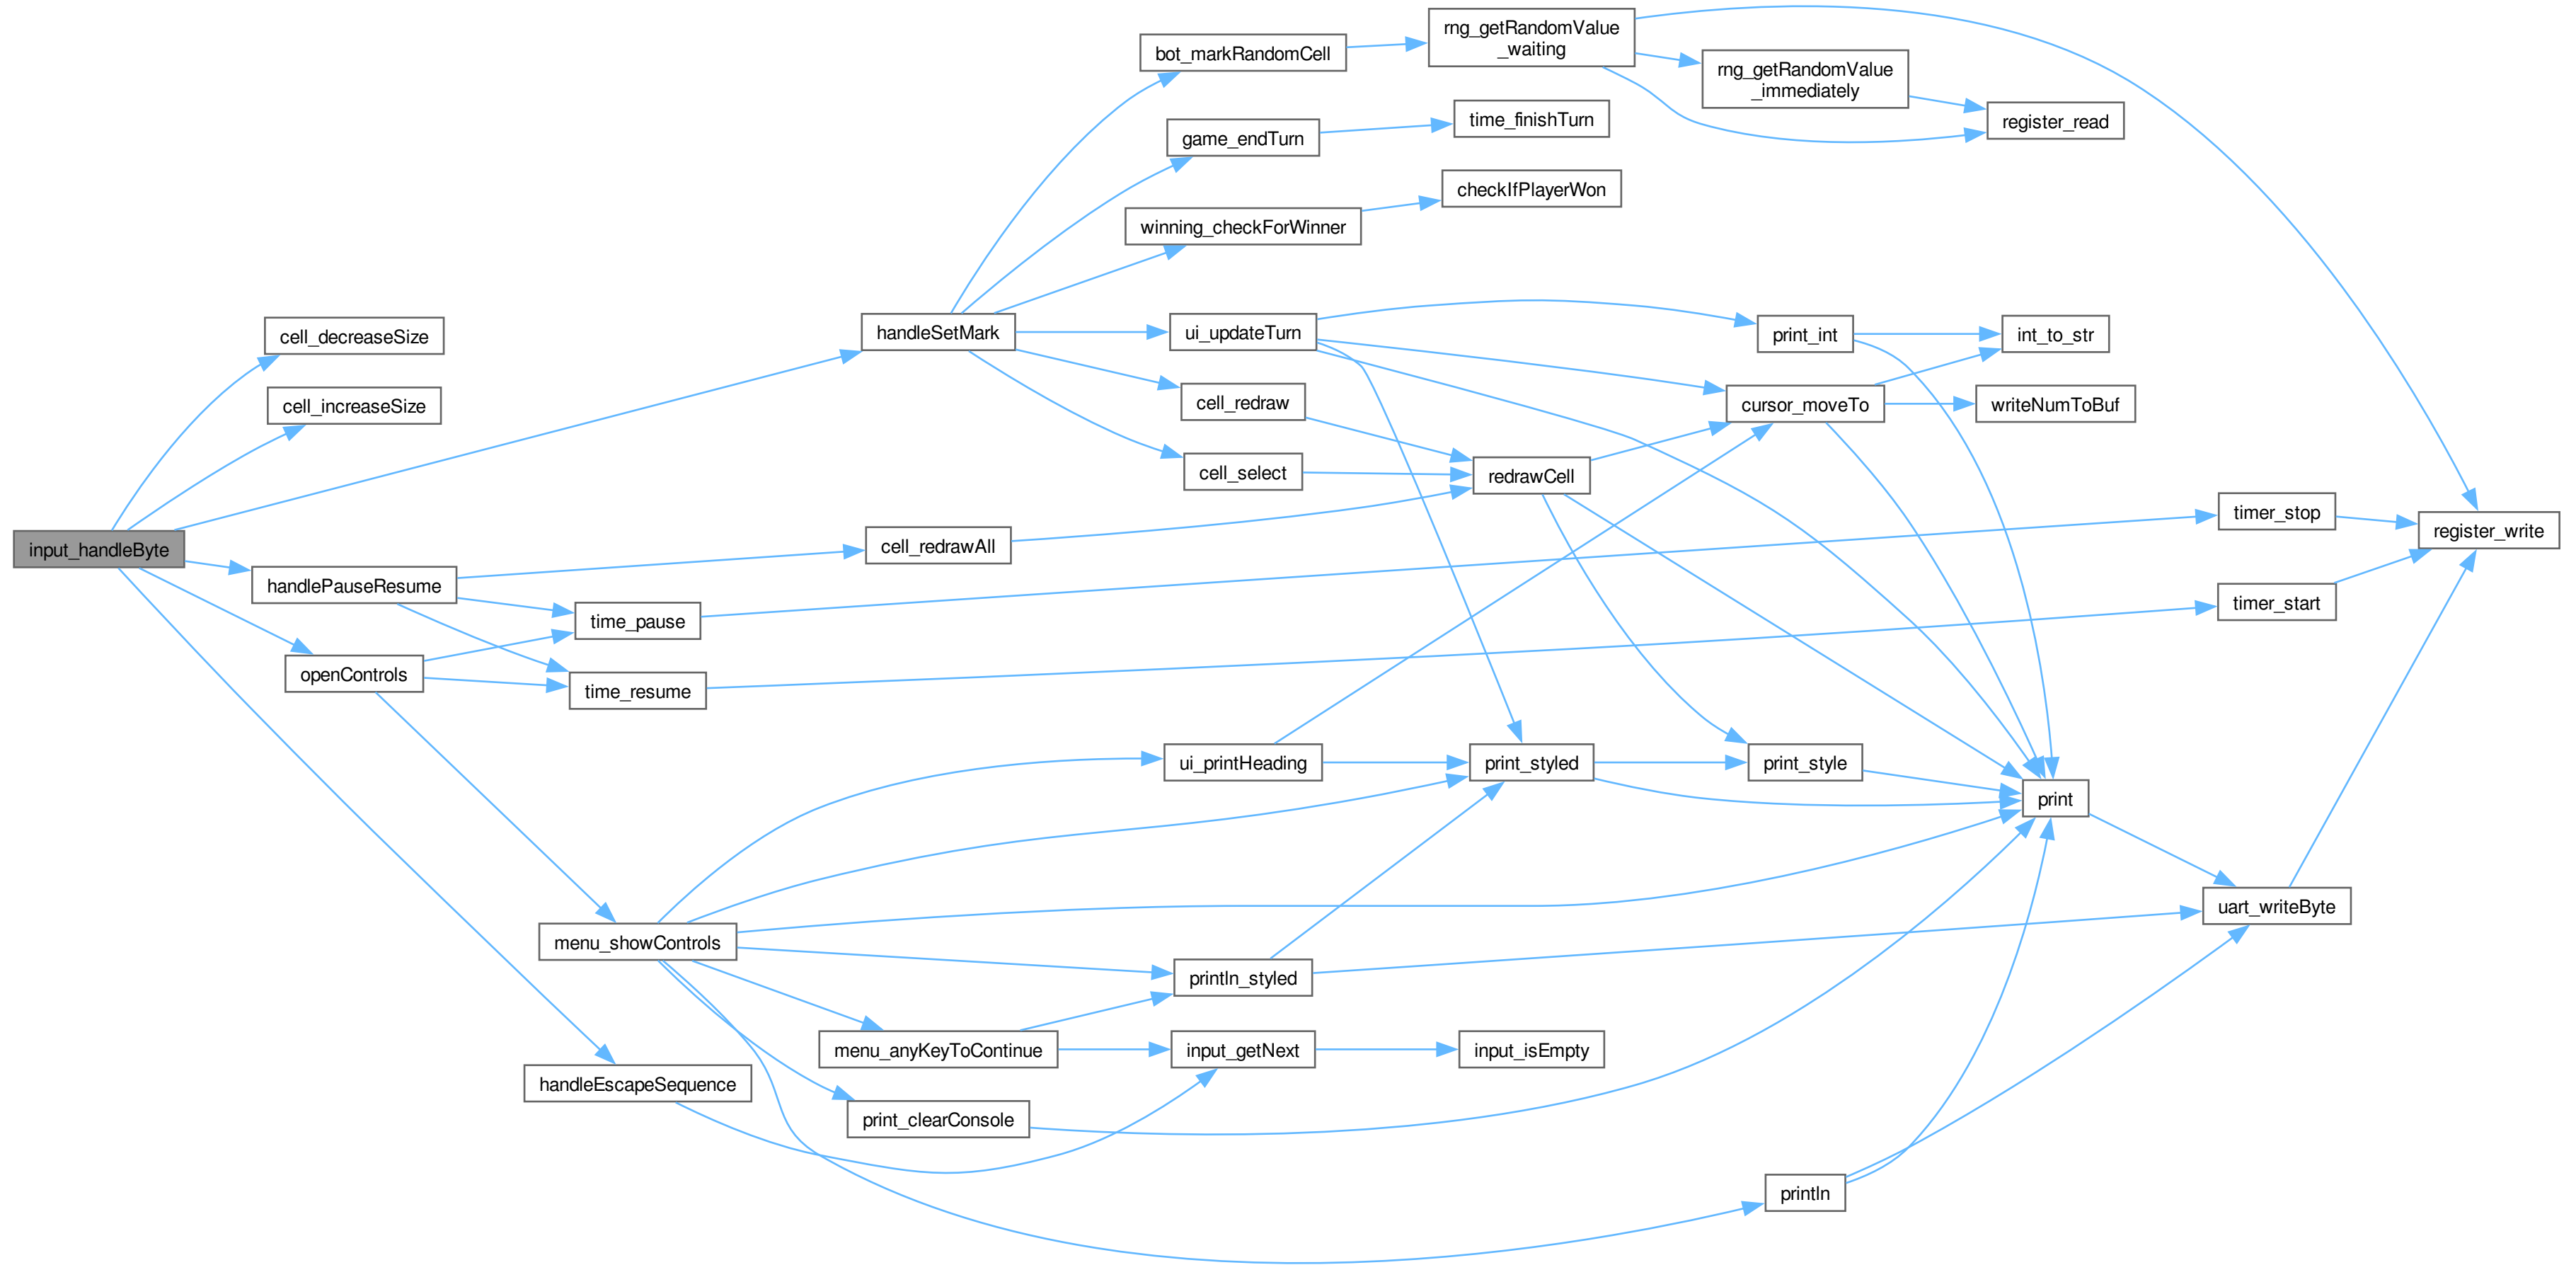 input_handleByte
cell_decreaseSize
cell_increaseSize
handlePauseResume
openControls
time_pause
time_resume
menu_showControls
handleEscapeSequence
handleSetMark
cell_redrawAll
menu_anyKeyToContinue
print_clearConsole
bot_markRandomCell
game_endTurn
winning_checkForWinner
ui_updateTurn
cell_redraw
cell_select
ui_printHeading
println_styled
input_getNext
rng_getRandomValue
_waiting
time_finishTurn
checkIfPlayerWon
redrawCell
print_styled
input_isEmpty
rng_getRandomValue
_immediately
print_int
cursor_moveTo
print_style
println
register_read
int_to_str
writeNumToBuf
print
timer_stop
timer_start
uart_writeByte
register_write